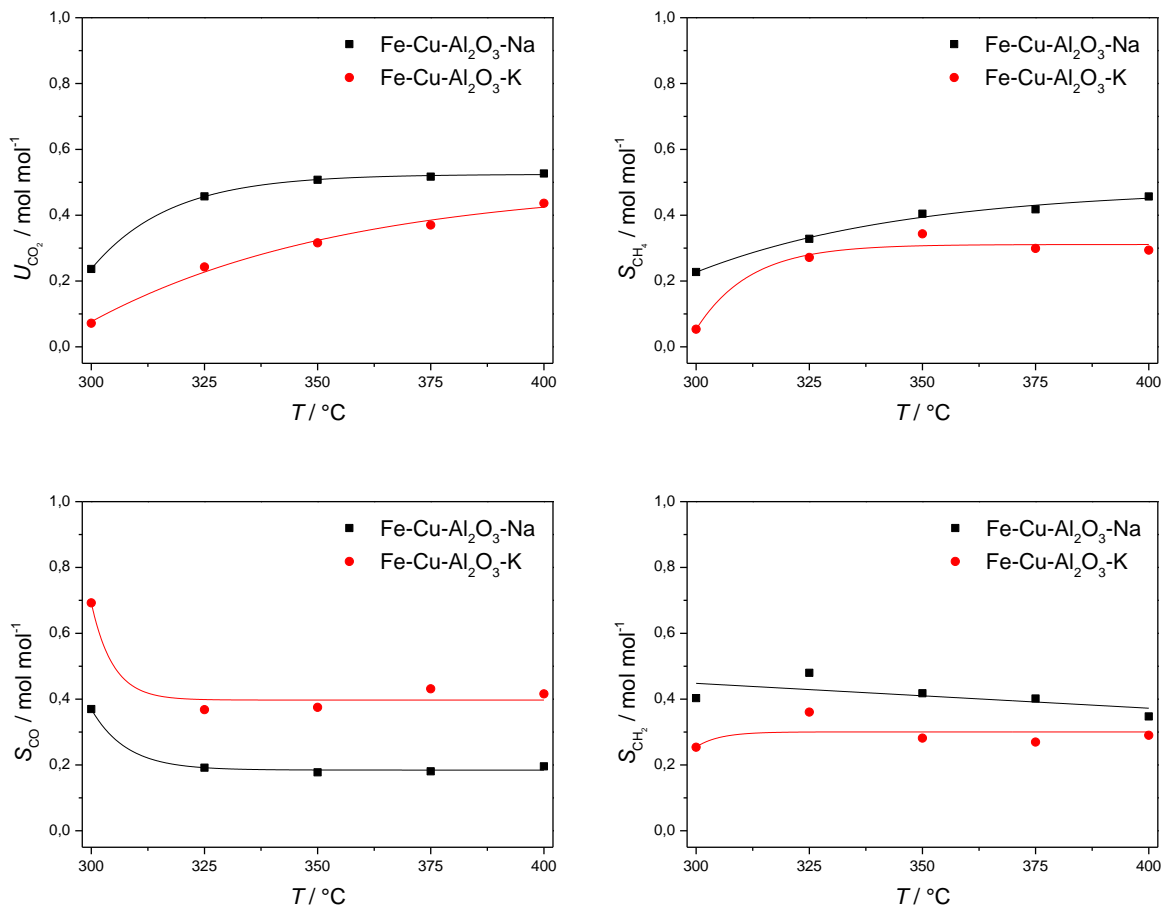 1,0
0,8
0,6
0,4
0,2
0,0
U_CO₂ / mol mol⁻¹
Fe-Cu-Al₂O₃-Na
Fe-Cu-Al₂O₃-K
300 325 350 375 400
T / °C
1,0
0,8
0,6
0,4
0,2
0,0
S_CH₄ / mol mol⁻¹
Fe-Cu-Al₂O₃-Na
Fe-Cu-Al₂O₃-K
300 325 350 375 400
T / °C
1,0
0,8
0,6
0,4
0,2
0,0
S_CO / mol mol⁻¹
Fe-Cu-Al₂O₃-Na
Fe-Cu-Al₂O₃-K
300 325 350 375 400
T / °C
1,0
0,8
0,6
0,4
0,2
0,0
S_CH₂ / mol mol⁻¹
Fe-Cu-Al₂O₃-Na
Fe-Cu-Al₂O₃-K
300 325 350 375 400
T / °C